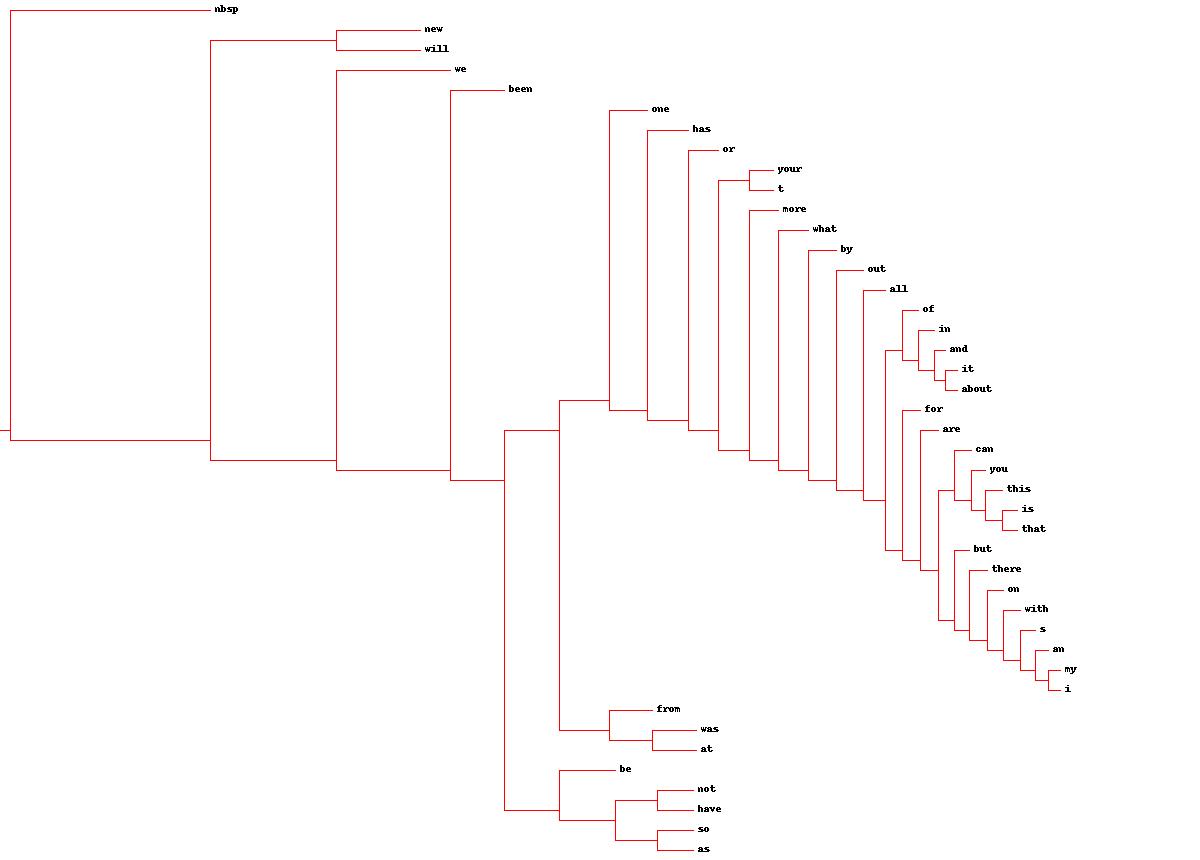 nbsp
new
will
we
been
one
has
or
your
t
more
what
by
out
all
of
in
and
it
about
for
are
can
you
this
is
that
but
there
on
with
s
an
my
i
from
was
at
be
not
have
so
as